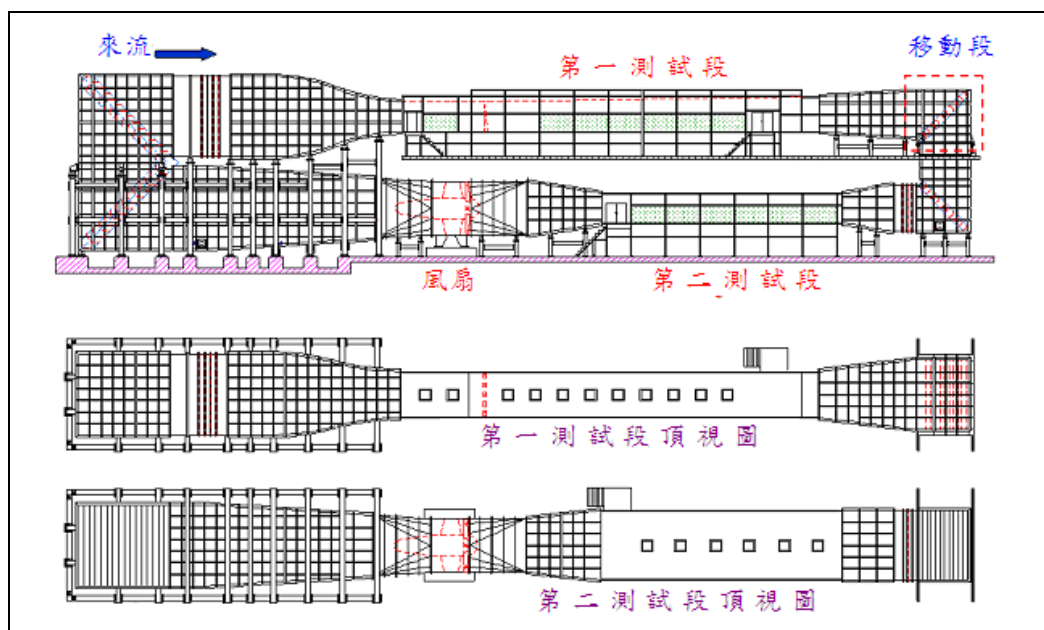 來流
移動段
第一測試段
風扇
第二測試段
第一測試段頂視圖
第二測試段頂視圖